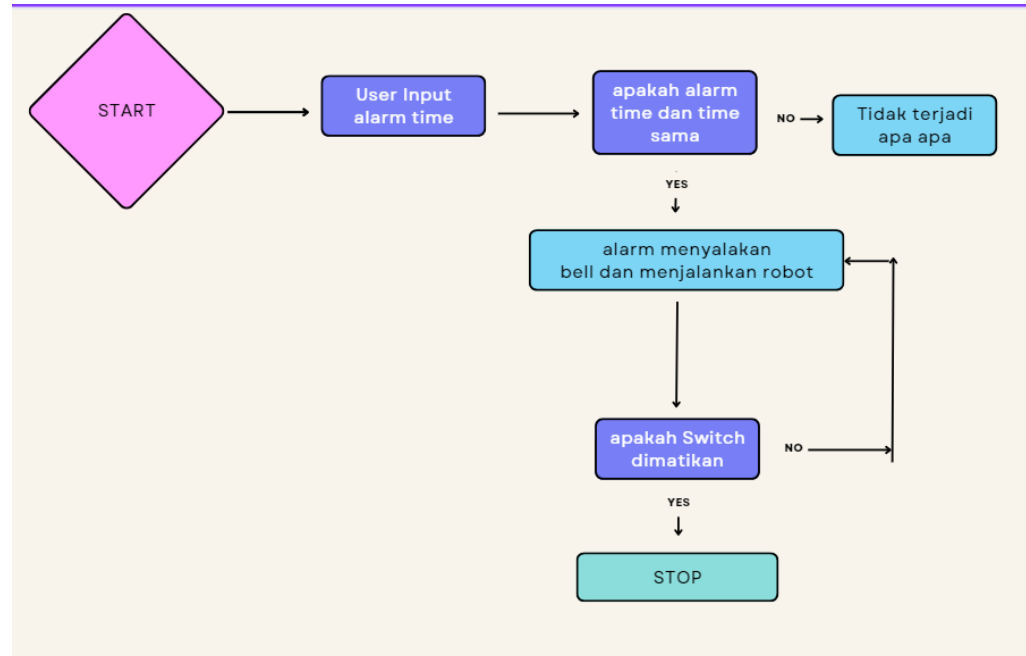 START
User Input
alarm time
apakah alarm
time dan time
sama
NO
Tidak terjadi
apa apa
YES
alarm menyalakan
bell dan menjalankan robot
apakah Switch
dimatikan
NO
YES
STOP